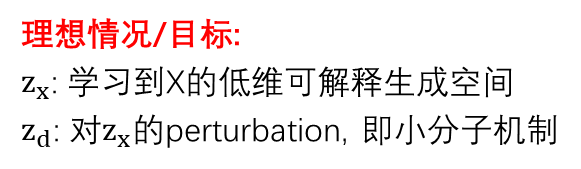 理想情况/目标:
zx: 学习到X的低维可解释生成空间
zd: 对zx的perturbation, 即小分子机制